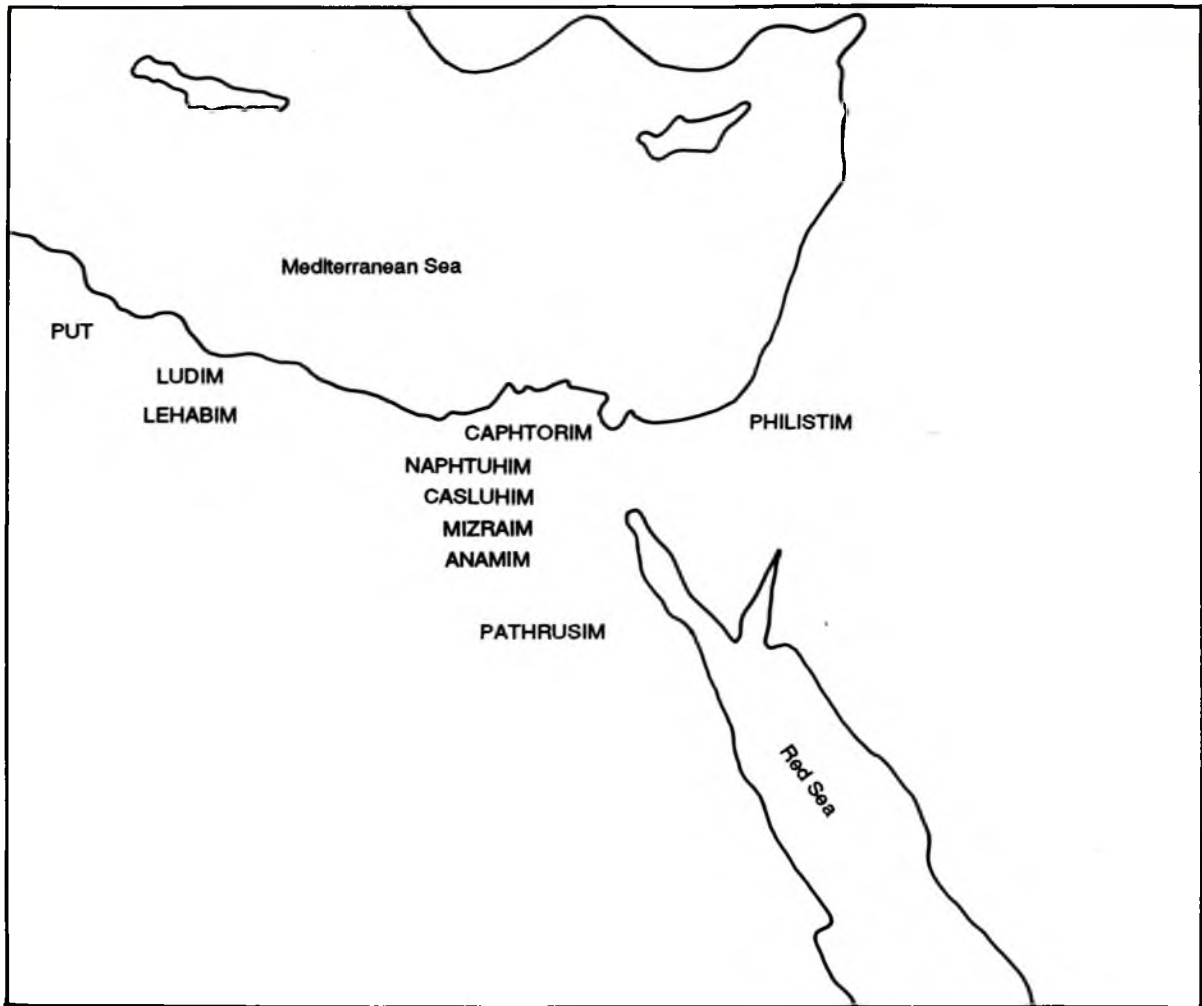 Mediterranean Sea
PUT
LUDIM
LEHABIM
CAPHTORIM
PHILISTIM
NAPHTUHIM
CASLUHIM
MIZRAIM
ANAMIM
PATHRUSIM
Red Sea